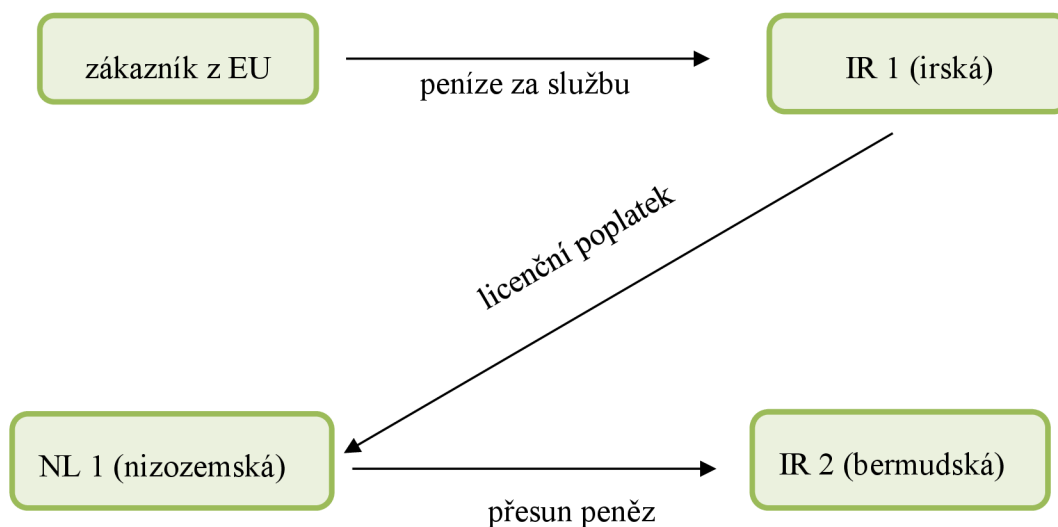 zákazník z EU
peníze za službu
IR 1 (irská)
licenční poplatek
NL 1 (nizozemská)
přesun peněz
IR 2 (bermudská)